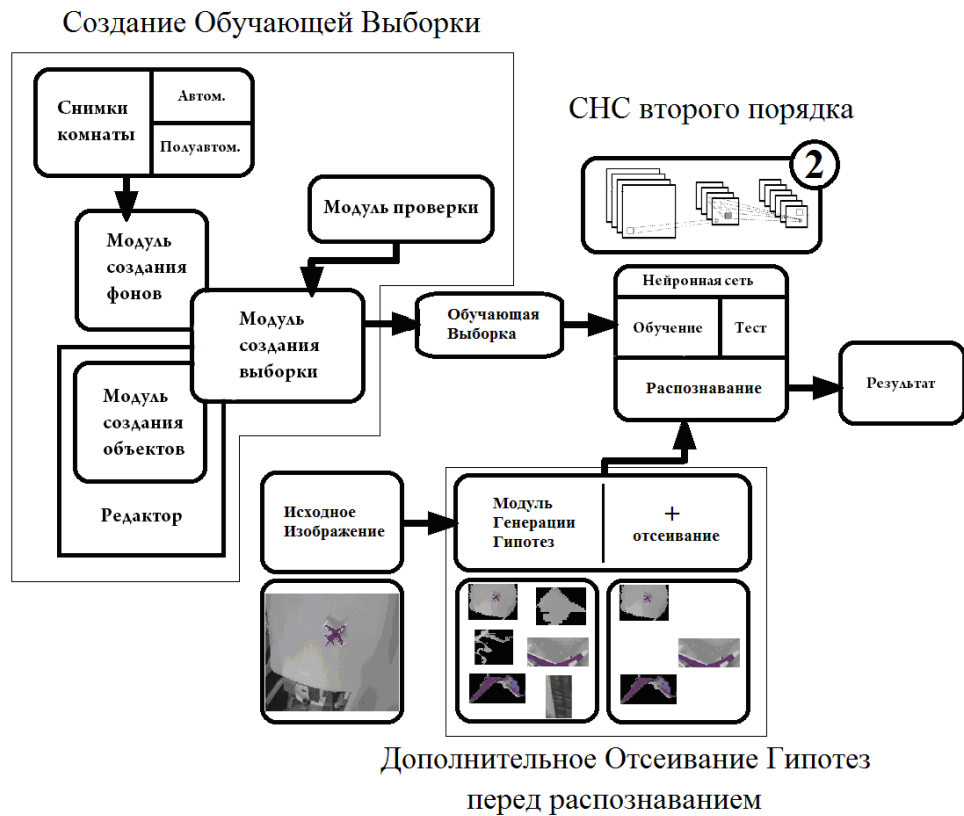 Создание Обучающей Выборки
Снимки
комнаты
Автом.
Полуавтом.
СНС второго порядка
2
Модуль проверки
Модуль
создания
фонов
Модуль
создания
выборки
Обучающая
Выборка
Нейронная сеть
Обучение
Тест
Распознавание
Результат
Модуль
создания
объектов
Редактор
Исходное
Изображение
Модуль
Генерации
Гипотез
+
отсеивание
Дополнительное Отсеивание Гипотез
перед распознаванием